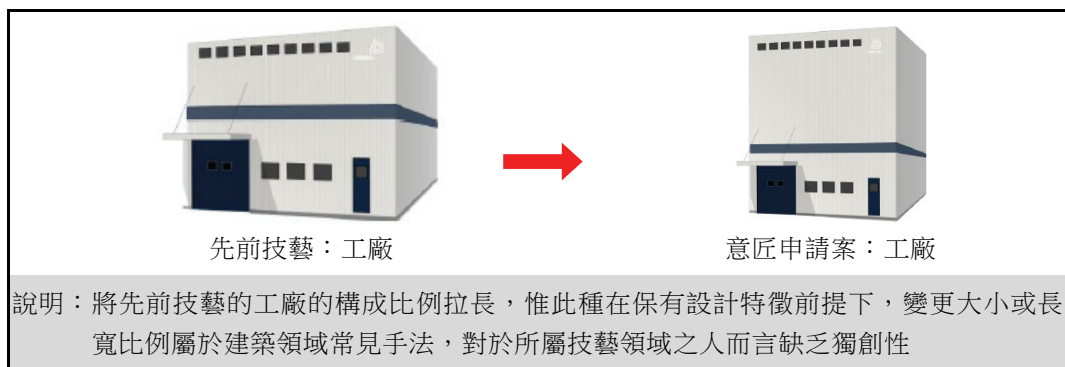 先前技藝：工廠
意匠申請案：工廠
說明：將先前技藝的工廠的構成比例拉長，惟此種在保有設計特徵前提下，變更大小或長
寬比例屬於建築領域常見手法，對於所屬技藝領域之人而言缺乏獨創性